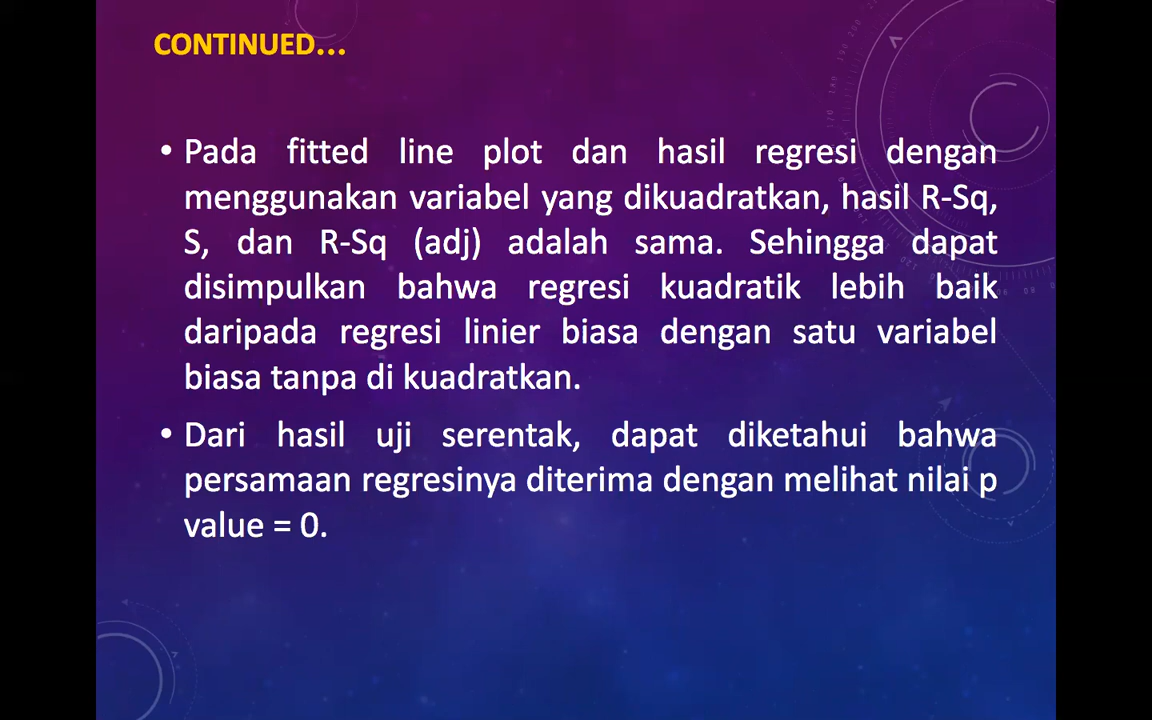 CONTINUED...
• Pada fitted line plot dan hasil regresi dengan
menggunakan variabel yang dikuadratkan, hasil R-Sq,
S, dan R-Sq (adj) adalah sama. Sehingga dapat
disimpulkan bahwa regresi kuadratik lebih baik
daripada regresi linier biasa dengan satu variabel
biasa tanpa di kuadratkan.
• Dari hasil uji serentak, dapat diketahui bahwa
persamaan regresinya diterima dengan melihat nilai p
value = 0.